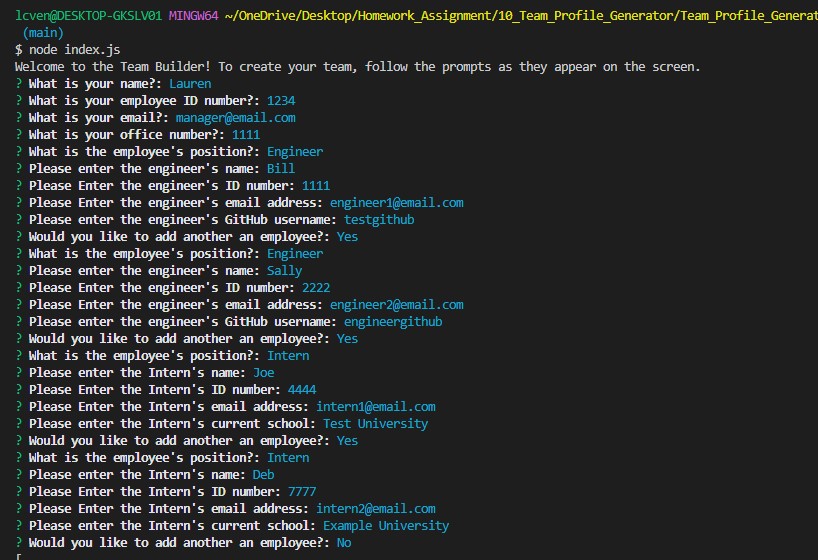 lcven@DESKTOP-GKSLV01 MINGW64 ~/OneDrive/Desktop/Homework_Assignment/10_Team_Profile_Generator/Team_Profile_Generat
(main)
$ node index.js
Welcome to the Team Builder! To create your team, follow the prompts as they appear on the screen.
? What is your name?: Lauren
? What is your employee ID number?: 1234
? What is your email?: manager@email.com
? What is your office number?: 1111
? What is the employee's position?: Engineer
? Please enter the engineer's name: Bill
? Please Enter the engineer's ID number: 1111
? Please enter the engineer's email address: engineer1@email.com
? Please enter the engineer's GitHub username: testgithub
? Would you like to add another an employee?: Yes
? What is the employee's position?: Engineer
? Please enter the engineer's name: Sally
? Please Enter the engineer's ID number: 2222
? Please enter the engineer's email address: engineer2@email.com
? Please enter the engineer's GitHub username: engineergithub
? Would you like to add another an employee?: Yes
? What is the employee's position?: Intern
? Please enter the Intern's name: Joe
? Please Enter the Intern's ID number: 4444
? Please enter the Intern's email address: intern1@email.com
? Please enter the Intern's current school: Test University
? Would you like to add another an employee?: Yes
? What is the employee's position?: Intern
? Please enter the Intern's name: Deb
? Please Enter the Intern's ID number: 7777
? Please enter the Intern's email address: intern2@email.com
? Please enter the Intern's current school: Example University
? Would you like to add another an employee?: No
[